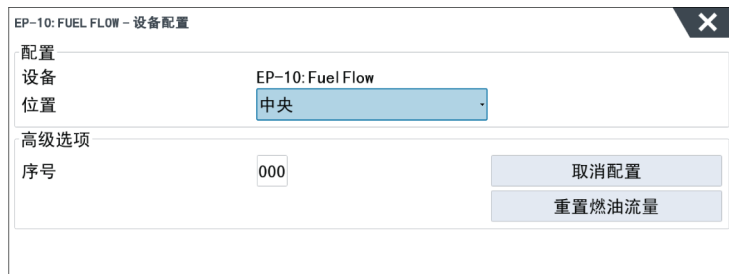 EP-10: FUEL FLOW – 设备配置
配置
设备 EP-10: Fuel Flow
位置 中央
高级选项
序号 000 取消配置
重置燃油流量